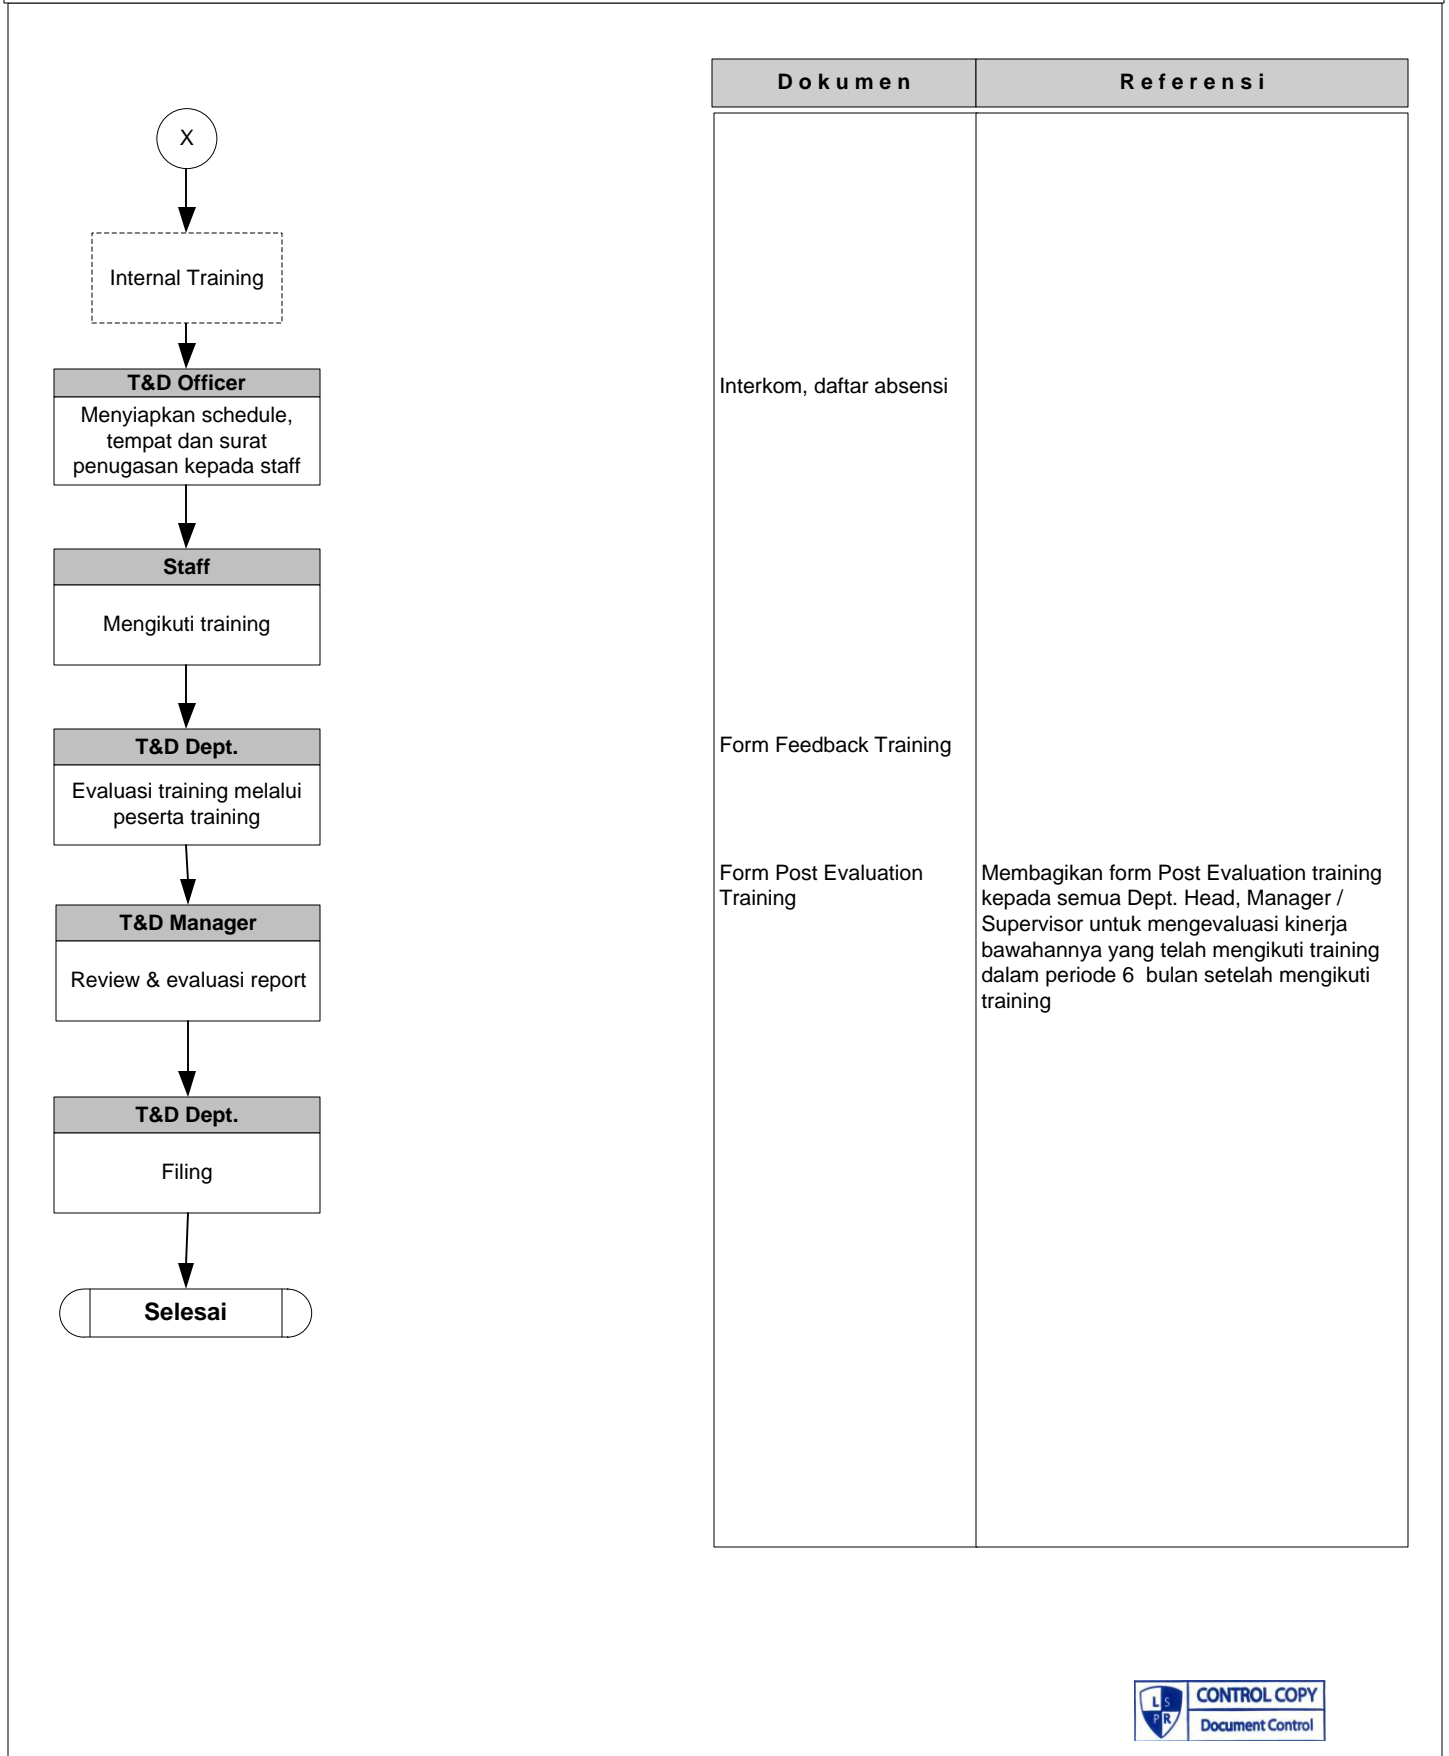 Dokumen
Referensi
X
Internal Training
T&D Officer
Menyiapkan schedule,
tempat dan surat
penugasan kepada staff
Interkom, daftar absensi
Staff
Mengikuti training
T&D Dept.
Evaluasi training melalui
peserta training
Form Feedback Training
T&D Manager
Review & evaluasi report
Form Post Evaluation
Training
Membagikan form Post Evaluation training
kepada semua Dept. Head, Manager /
Supervisor untuk mengevaluasi kinerja
bawahannya yang telah mengikuti training
dalam periode 6  bulan setelah mengikuti
training
T&D Dept.
Filing
Selesai
LS
PR
CONTROL COPY
Document Control